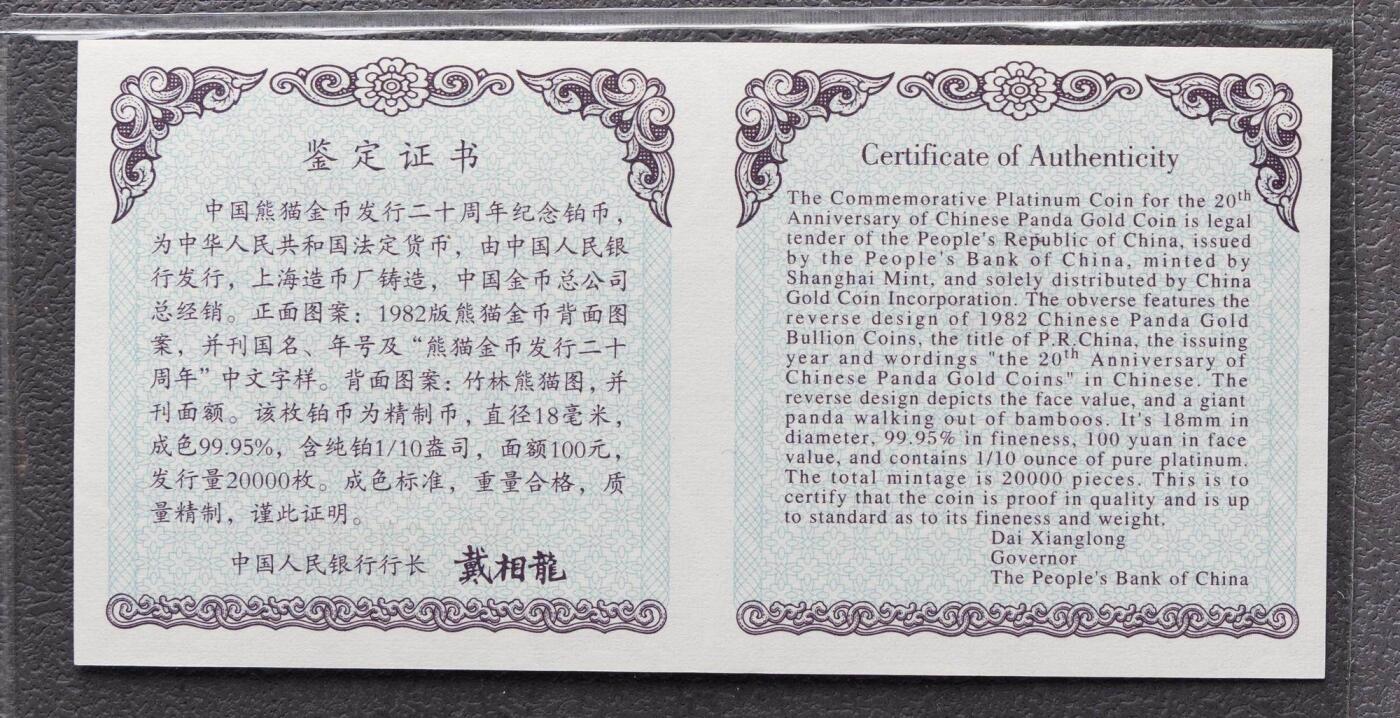 鉴定证书
中国熊猫金币发行二十周年纪念铂币，
为中华人民共和国法定货币，由中国人民银
行发行，上海造币厂铸造，中国金币总公司
总经销。正面图案：1982版熊猫金币背面图
案，并刊国名、年号及“熊猫金币发行二十
周年”中文字样。背面图案：竹林熊猫图，并
刊面额。该枚铂币为精制币，直径18毫米，
成色99.95%，含纯铂1/10盎司，面额100元，
发行量20000枚。成色标准，重量合格，质
量精制，谨此证明。
中国人民银行行长 戴相龍
Certificate of Authenticity
The Commemorative Platinum Coin for the 20th
Anniversary of Chinese Panda Gold Coin is legal
tender of the People's Republic of China, issued
by the People's Bank of China, minted by
Shanghai Mint, and solely distributed by China
Gold Coin Incorporation. The obverse features the
reverse design of 1982 Chinese Panda Gold
Bullion Coins, the title of P.R.China, the issuing
year and wordings "the 20th Anniversary of
Chinese Panda Gold Coins" in Chinese. The
reverse design depicts the face value, and a giant
panda walking out of bamboos. It's 18mm in
diameter, 99.95% in fineness, 100 yuan in face
value, and contains 1/10 ounce of pure platinum.
The total mintage is 20000 pieces. This is to
certify that the coin is proof in quality and is up
to standard as to its fineness and weight.
Dai Xianglong
Governor
The People's Bank of China